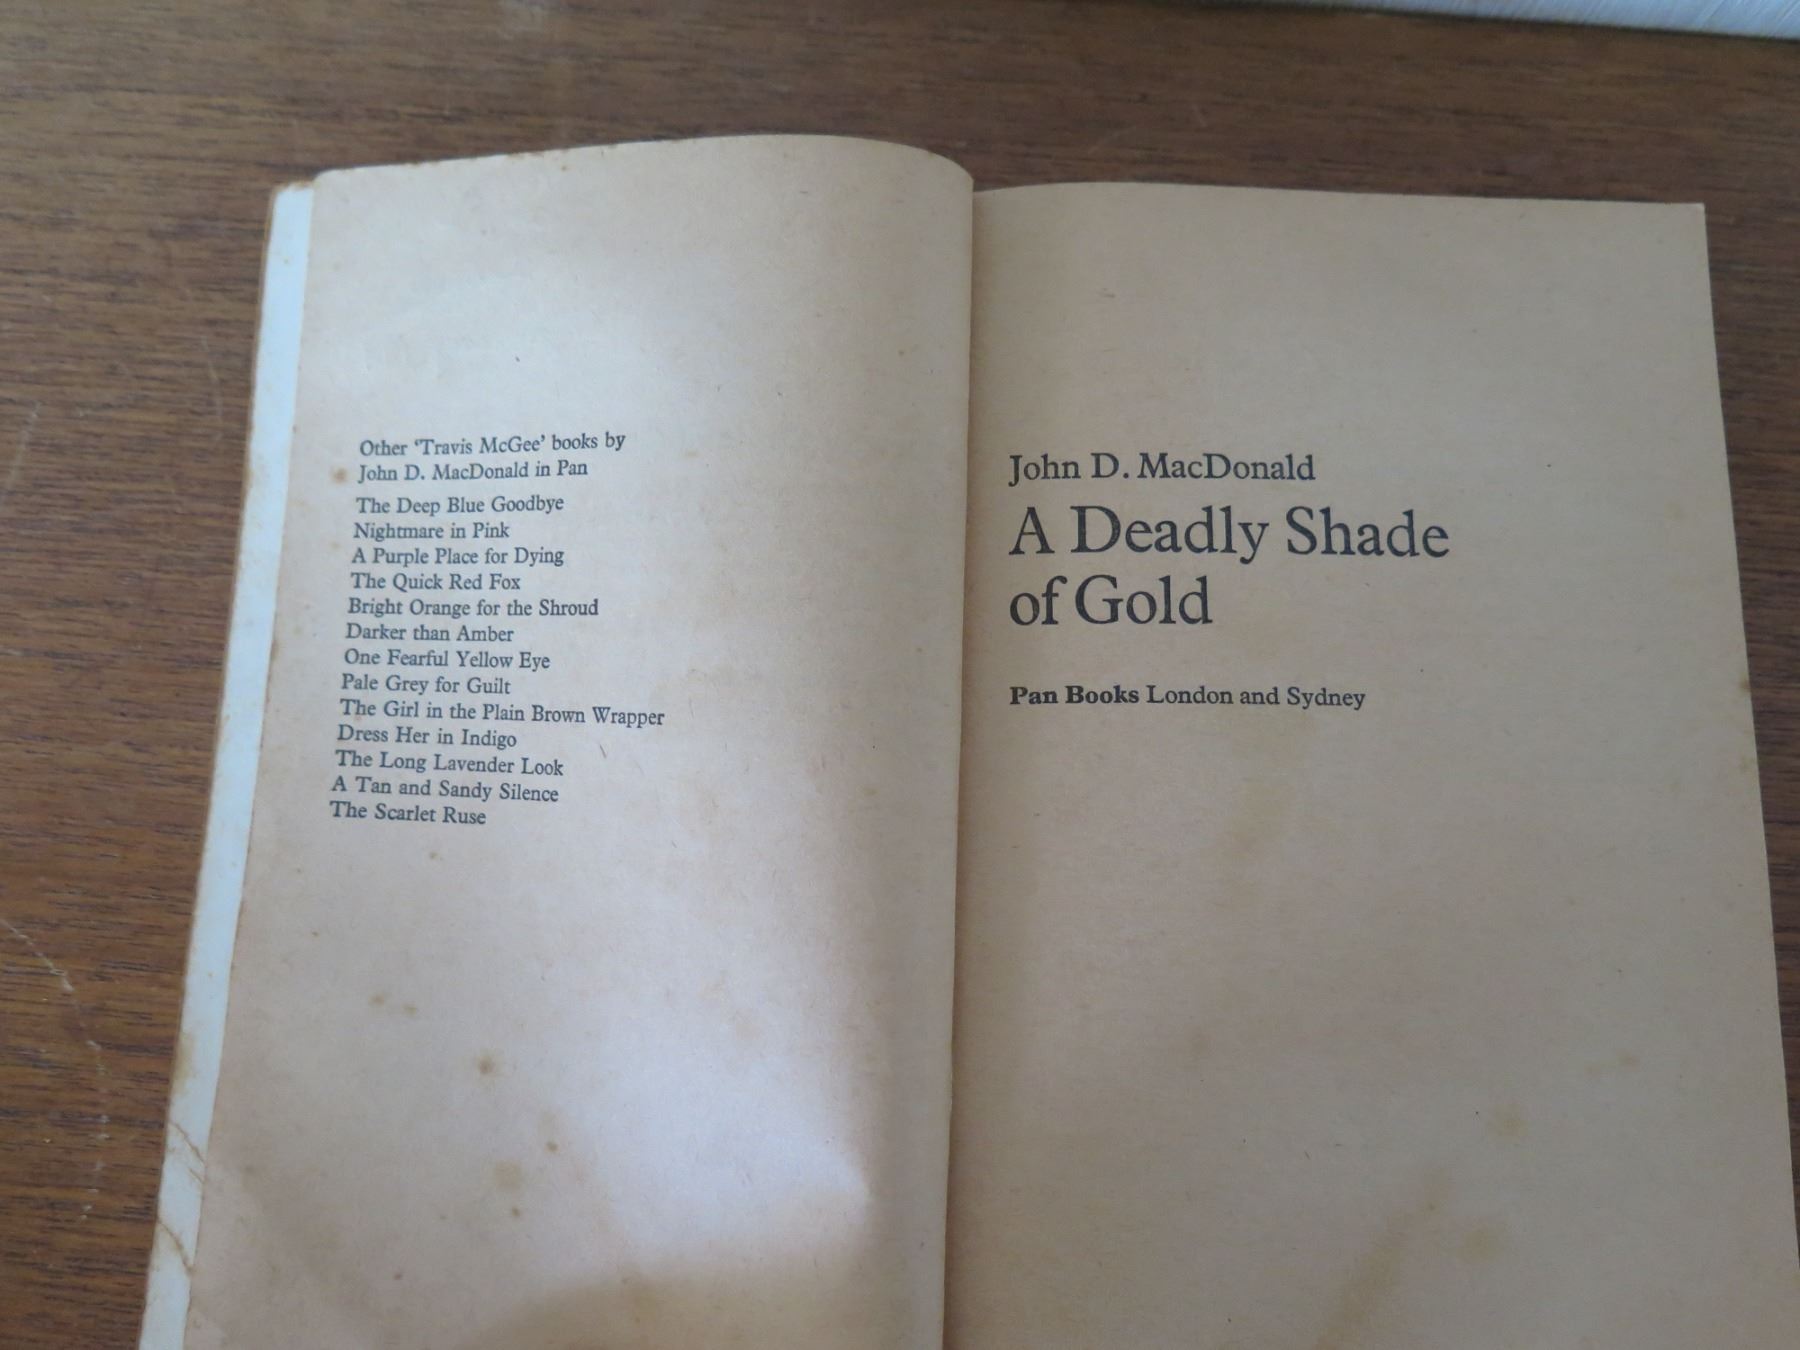 Other ‘Travis McGee’ books by
John D. MacDonald in Pan
The Deep Blue Goodbye
Nightmare in Pink
A Purple Place for Dying
The Quick Red Fox
Bright Orange for the Shroud
Darker than Amber
One Fearful Yellow Eye
Pale Grey for Guilt
The Girl in the Plain Brown Wrapper
Dress Her in Indigo
The Long Lavender Look
A Tan and Sandy Silence
The Scarlet Ruse
John D. MacDonald
A Deadly Shade
of Gold
Pan Books London and Sydney